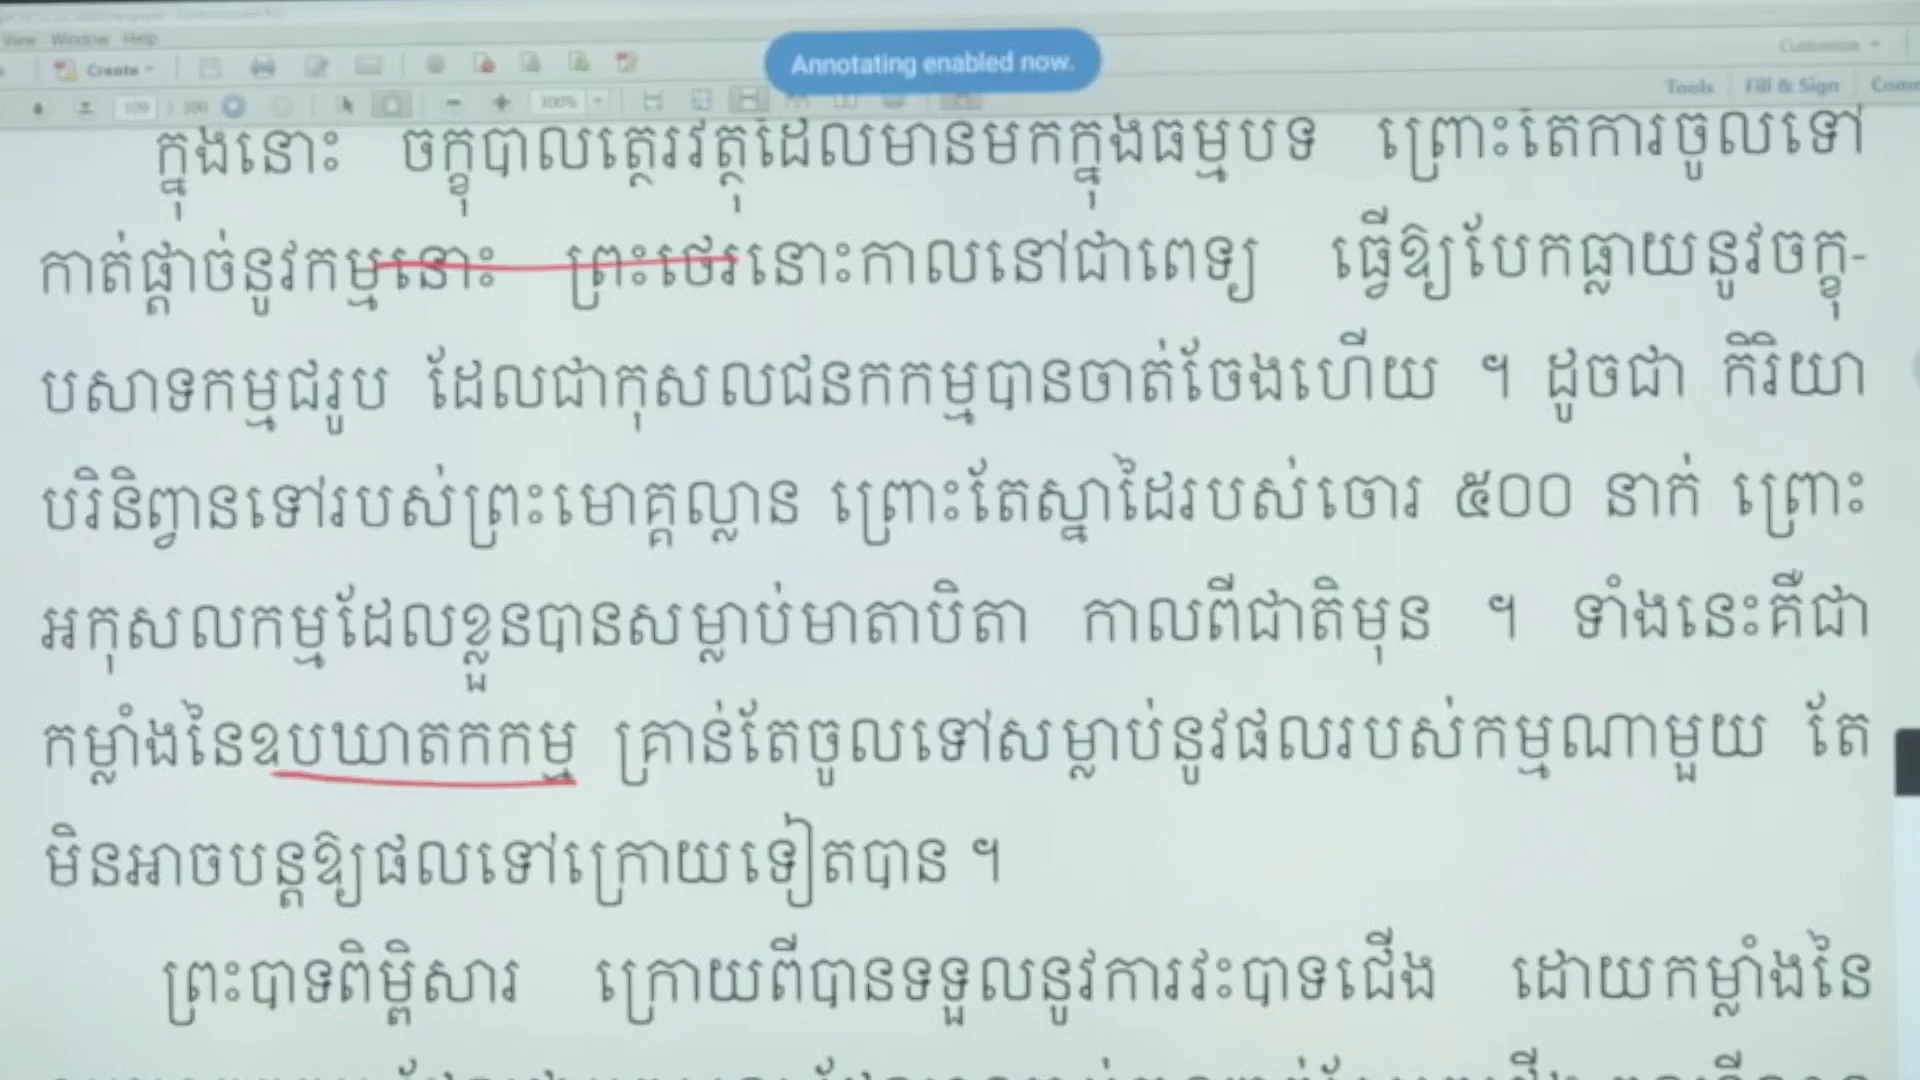 View Window Help
Customize
Create
Annotating enabled now.
109 / 100 300%
Tools Fill & Sign
ក្នុងនោះ ចក្ខុបាលត្ថេរវត្ថុដែលមានមកក្នុងធម្មបទ ព្រោះតែការចូលទៅ
កាត់ផ្តាច់នូវកម្មនោះ ព្រះថេរនោះកាលនៅជាពេទ្យ ធ្វើឱ្យបែកធ្លាយនូវចក្ខុ-
បសាទកម្មជរូប ដែលជាកុសលជនកកម្មបានចាត់ចែងហើយ ។ ដូចជា កិរិយា
បរិនិព្វានទៅរបស់ព្រះមោគ្គល្លាន ព្រោះតែស្នាដៃរបស់ចោរ ៥០០ នាក់ ព្រោះ
អកុសលកម្មដែលខ្លួនបានសម្លាប់មាតាបិតា កាលពីជាតិមុន ។ ទាំងនេះគឺជា
កម្លាំងនៃឧបឃាតកកម្ម គ្រាន់តែចូលទៅសម្លាប់នូវផលរបស់កម្មណាមួយ តែ
មិនអាចបន្តឱ្យផលទៅក្រោយទៀតបាន ។
ព្រះបាទពិម្ពិសារ ក្រោយពីបានទទួលនូវការវះបាទជើង ដោយកម្លាំងនៃ